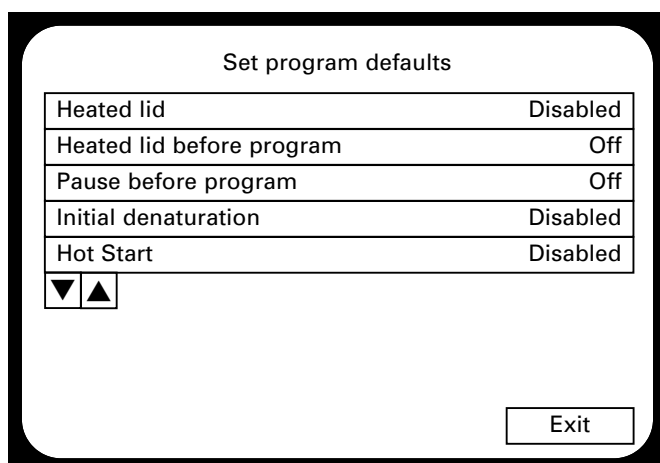 Set program defaults
Heated lid Disabled
Heated lid before program Off
Pause before program Off
Initial denaturation Disabled
Hot Start Disabled
Exit